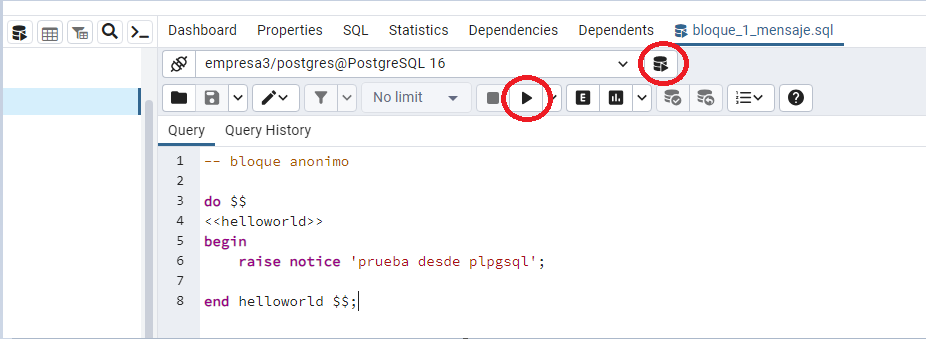 Dashboard Properties SQL Statistics Dependencies Dependents bloque_1_mensaje.sql
empresa3/postgres@PostgreSQL 16
No limit E
Query Query History
1 -- bloque anonimo
2
3 do $$
4 <<helloworld>>
5 begin
6 raise notice 'prueba desde plpgsql';
7
8 end helloworld $$;